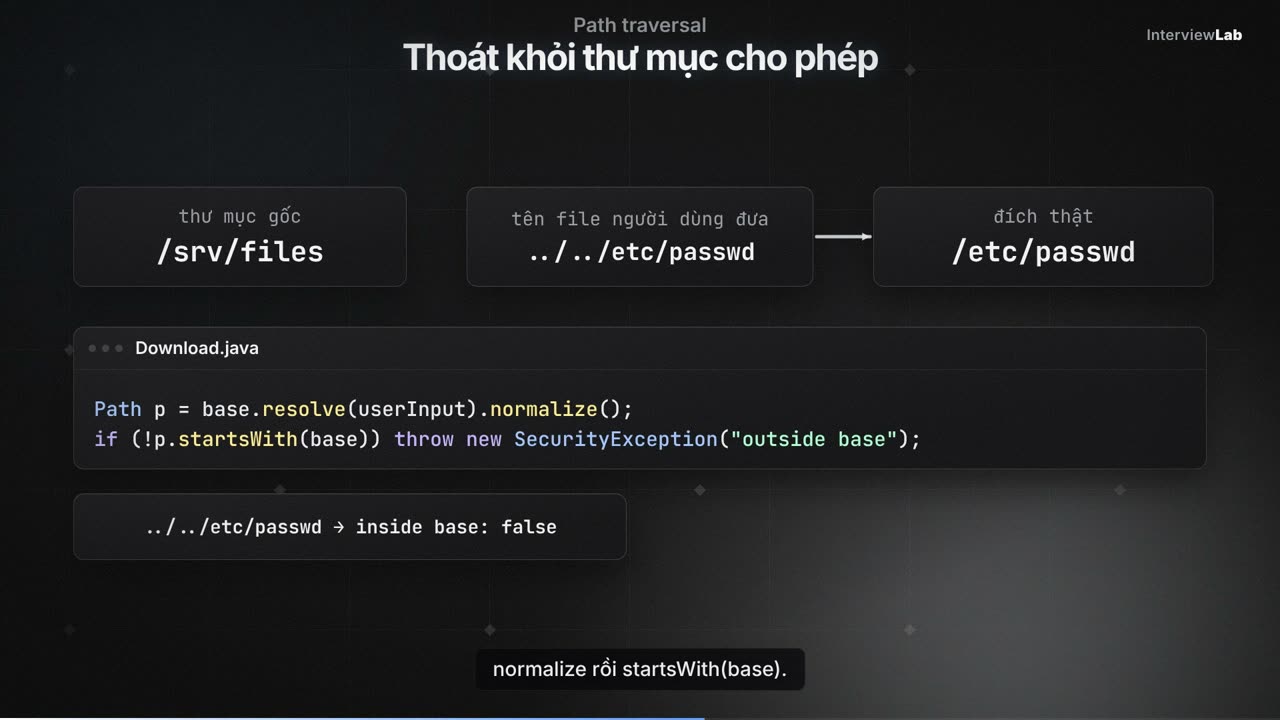 Path traversal
Thoát khỏi thư mục cho phép
InterviewLab
thư mục gốc
/srv/files
tên file người dùng đưa
../../etc/passwd
đích thật
/etc/passwd
Download.java
Path p = base.resolve(userInput).normalize();
if (!p.startsWith(base)) throw new SecurityException("outside base");
../../etc/passwd → inside base: false
normalize rồi startsWith(base).